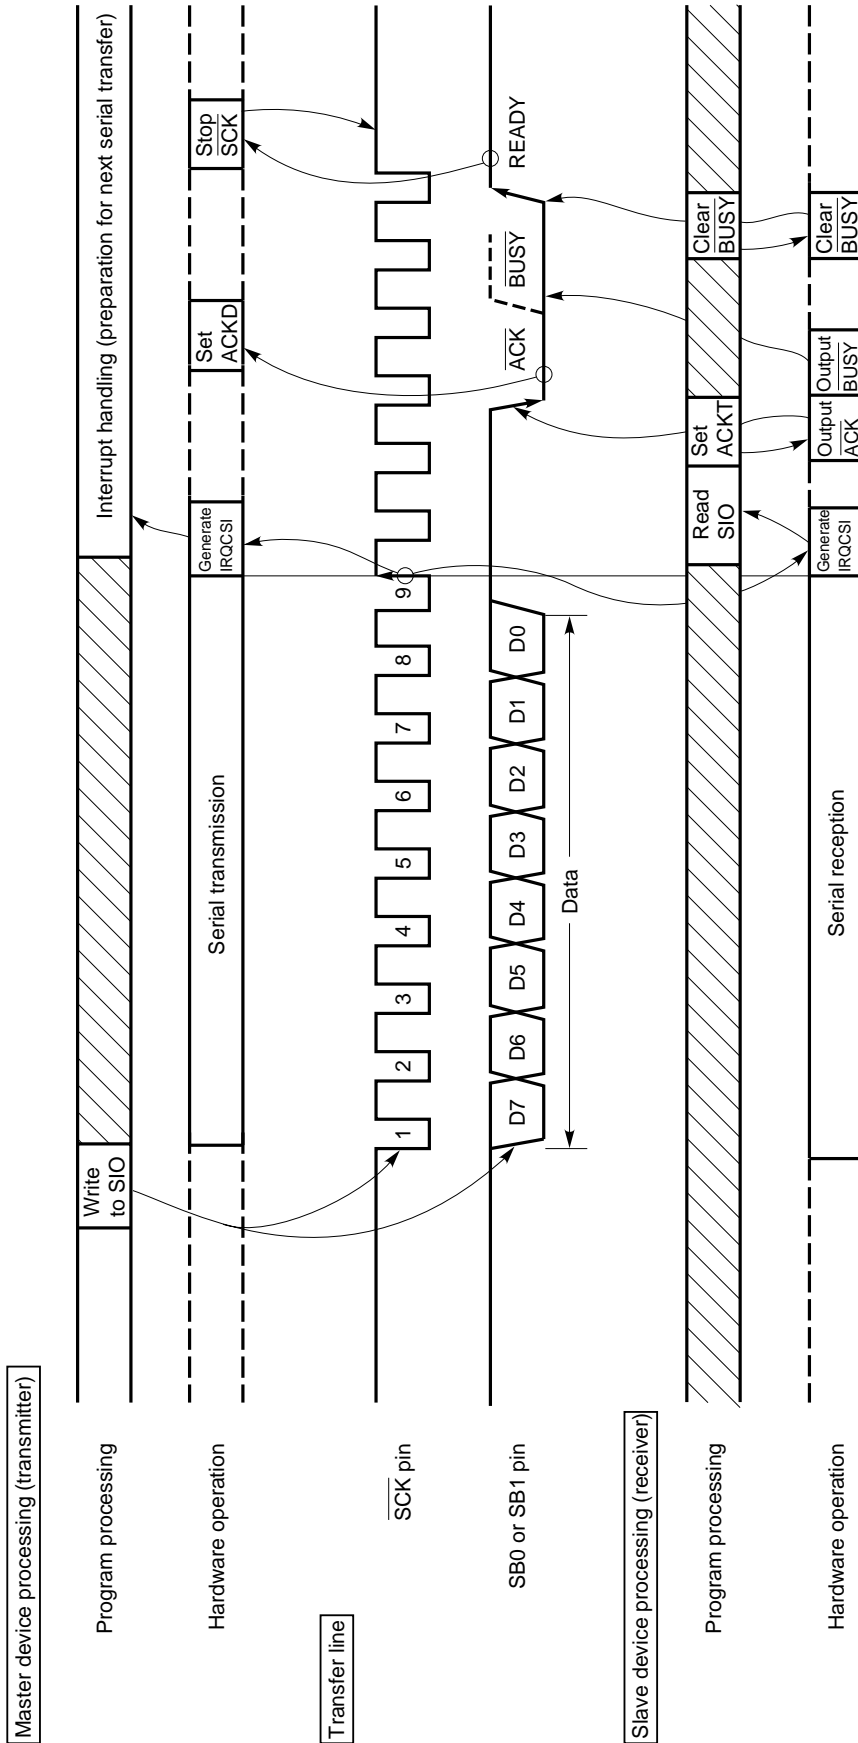 Master device processing (transmitter)
Program processing
Write
to SIO
Interrupt handling (preparation for next serial transfer)
Hardware operation
Serial transmission
Generate
IRQCSI
Set
ACKD
Stop
SCK
Transfer line
SCK pin
1 2 3 4 5 6 7 8 9
SB0 or SB1 pin
D7 D6 D5 D4 D3 D2 D1 D0
ACK
BUSY
READY
Data
Slave device processing (receiver)
Program processing
Read
SIO
Set
ACKT
Clear
BUSY
Hardware operation
Serial reception
Generate
IRQCSI
Output
ACK
Output
BUSY
Clear
BUSY